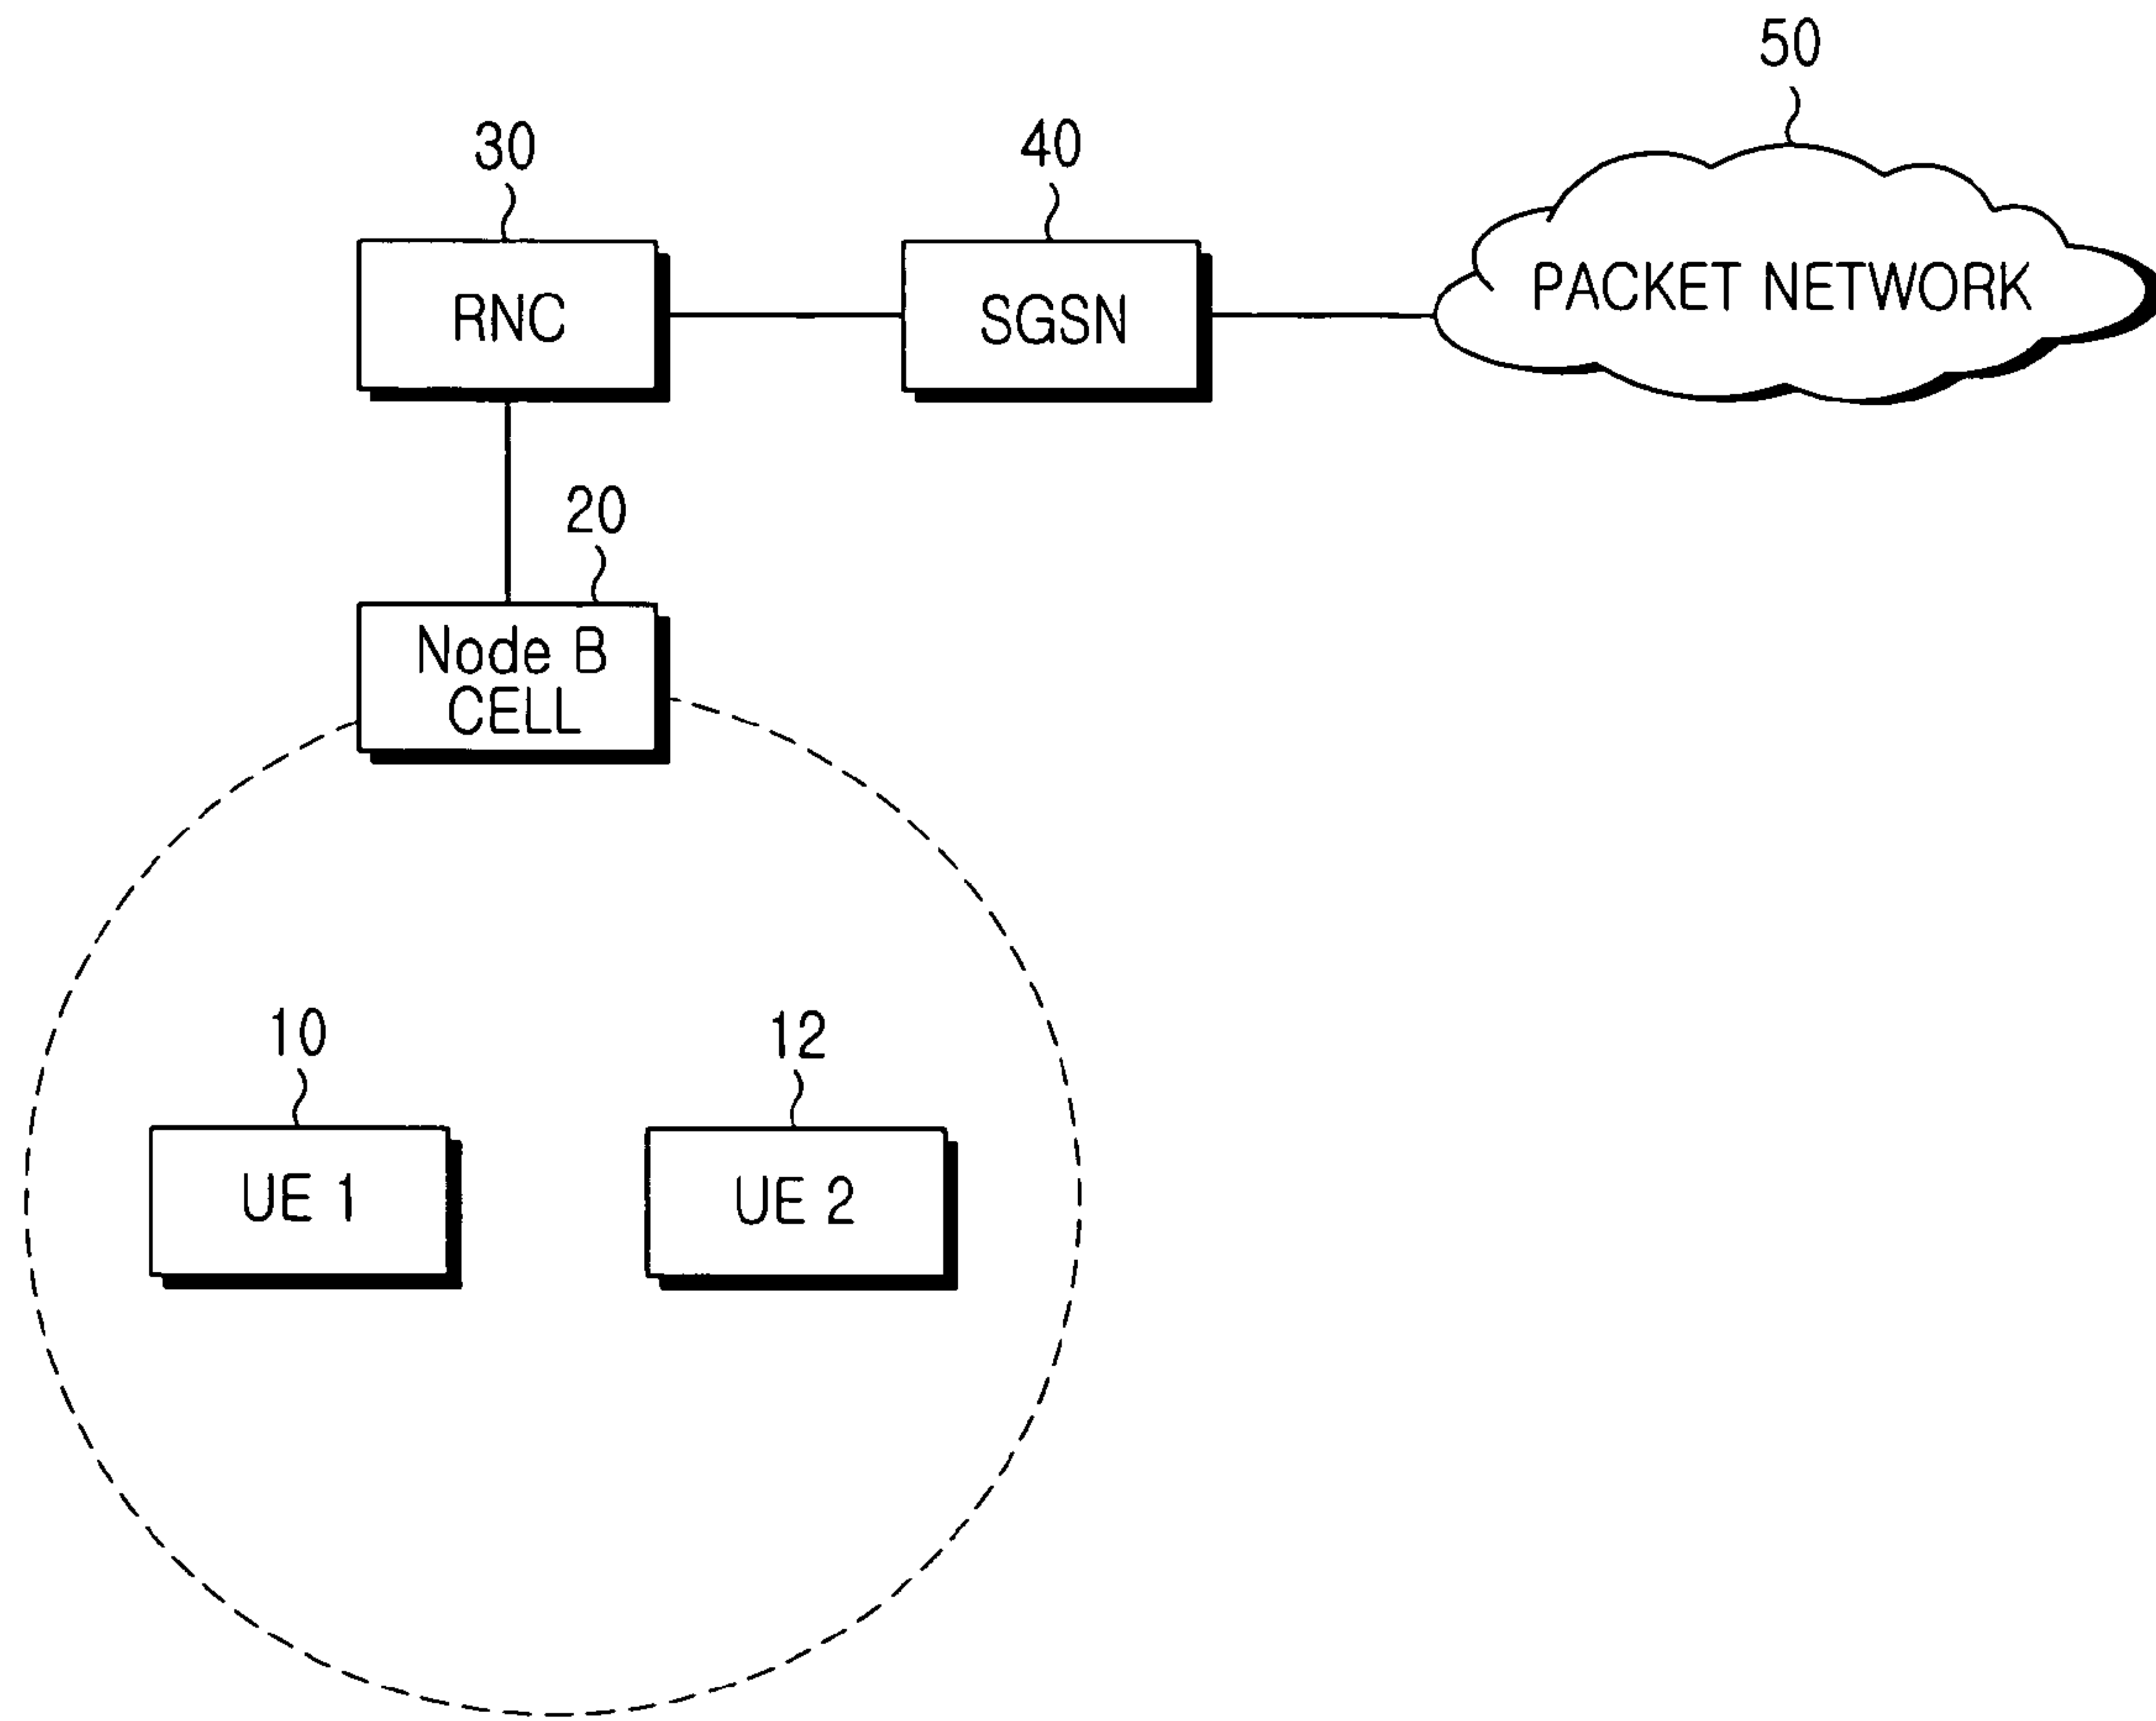 50
30
40
RNC
SGSN
PACKET NETWORK
20
Node B
CELL
10
12
UE 1
UE 2